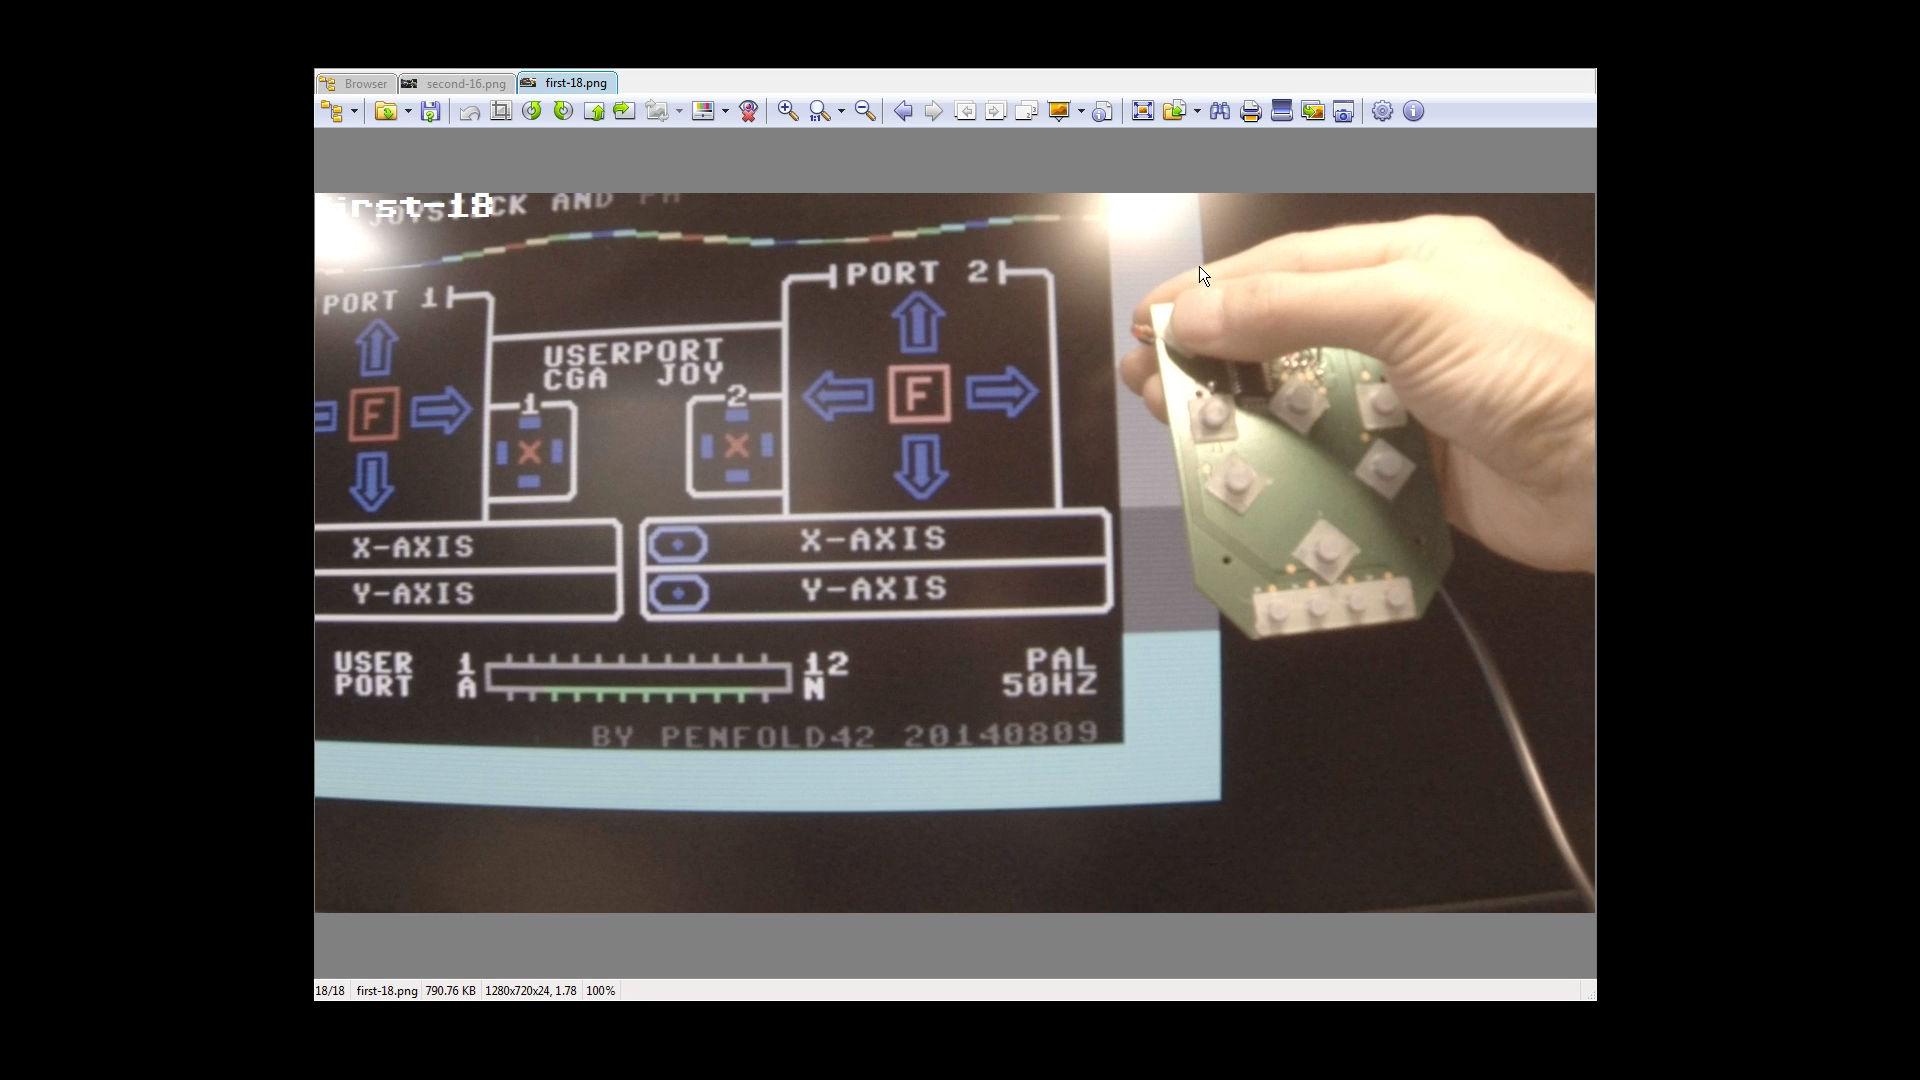 Browser
second-16.png
first-18.png
first-18
CK AND
PORT 1
PORT 2
F
F
USERPORT
CGA JOY
1
2
X
X
X-AXIS
X-AXIS
Y-AXIS
Y-AXIS
USER PORT
1
A
12
N
PAL
50HZ
BY PENFOLD42 20140809
18/18
first-18.png
790.76 KB
1280x720x24, 1.78
100%